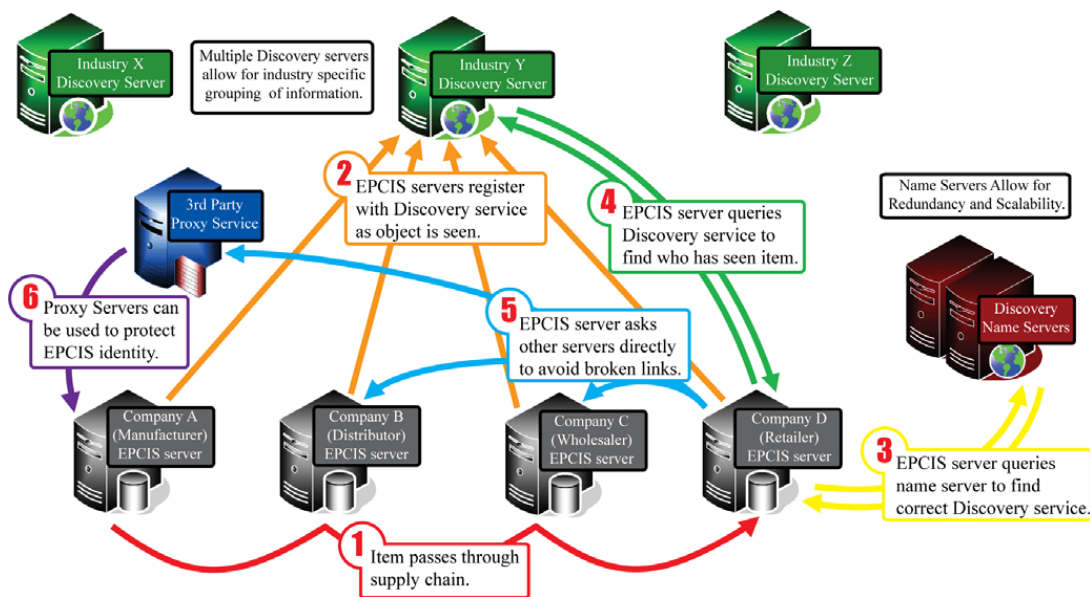 Industry X
Discovery Server
Multiple Discovery servers
allow for industry specific
grouping of information.
Industry Y
Discovery Server
Industry Z
Discovery Server
2
EPCIS servers register
with Discovery service
as object is seen.
4
EPCIS server queries
Discovery service to
find who has seen item.
Name Servers Allow for
Redundancy and Scalability.
3rd Party
Proxy Service
6
Proxy Servers can
be used to protect
EPCIS identity.
5
EPCIS server asks
other servers directly
to avoid broken links.
Discovery
Name Servers
Company A
(Manufacturer)
EPCIS server
Company B
(Distributor)
EPCIS server
Company C
(Wholesaler)
EPCIS server
Company D
(Retailer)
EPCIS server
3
EPCIS server queries
name server to find
correct Discovery service.
1
Item passes through
supply chain.